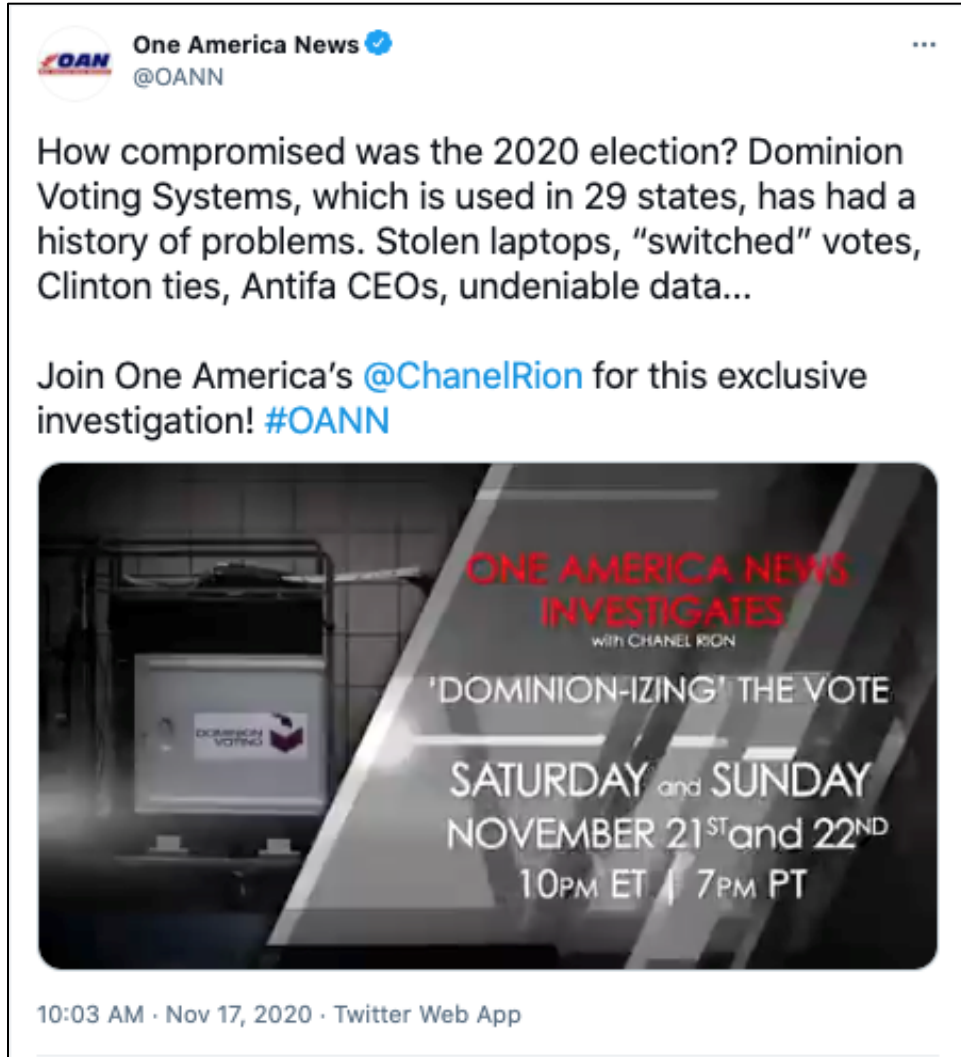 OAN
One America News
@OANN
How compromised was the 2020 election? Dominion
Voting Systems, which is used in 29 states, has had a
history of problems. Stolen laptops, “switched” votes,
Clinton ties, Antifa CEOs, undeniable data...
Join One America’s @ChanelRion for this exclusive
investigation! #OANN
ONE AMERICA NEWS
INVESTIGATES
with CHANEL RION
'DOMINION-IZING' THE VOTE
DOMINION
VOTING
SATURDAY and SUNDAY
NOVEMBER 21ST and 22ND
10PM ET | 7PM PT
10:03 AM · Nov 17, 2020 · Twitter Web App